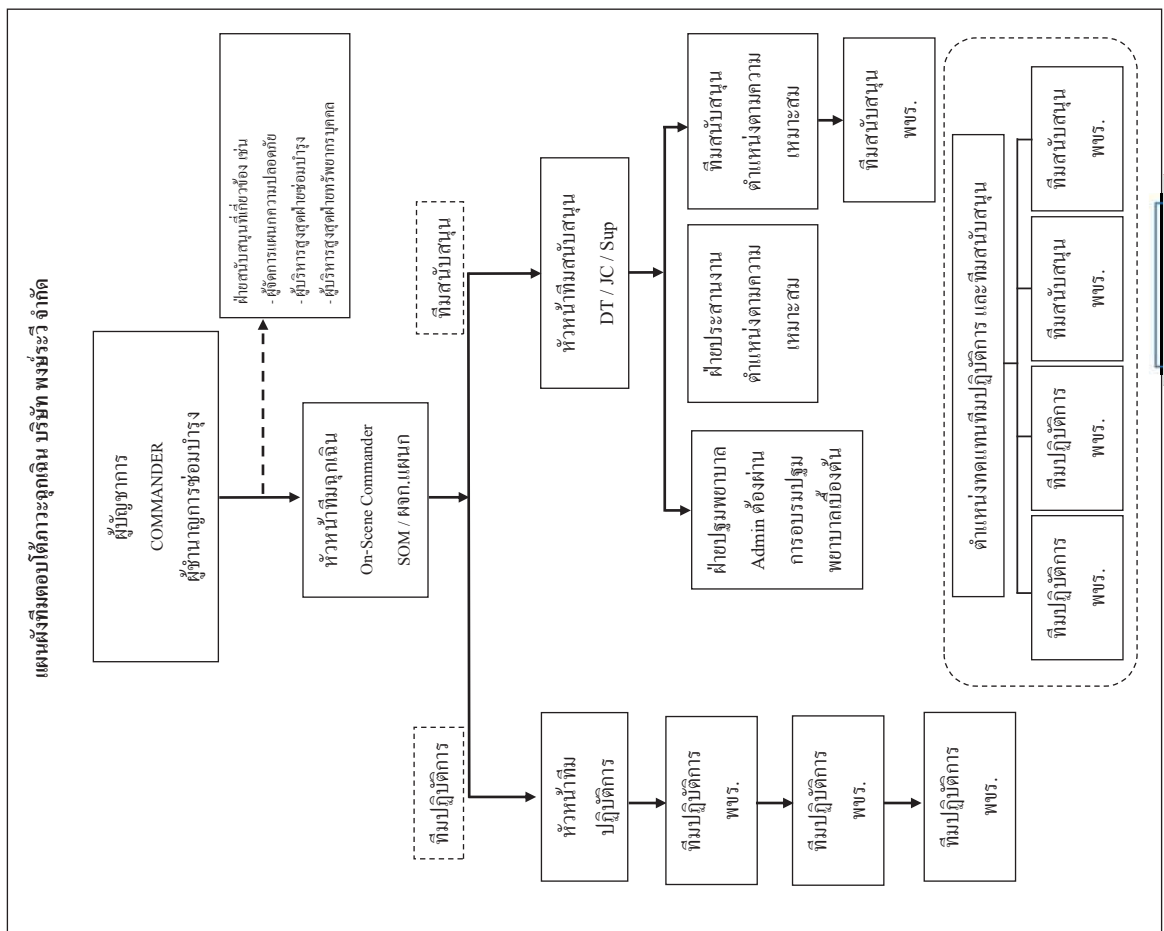 แผนผังทีมตอบโต้ภาวะฉุกเฉิน บริษัท พงษ์ระวี จำกัด
ผู้บัญชาการ
COMMANDER
ผู้ชำนาญการซ่อมบำรุง
ฝ่ายสนับสนุนที่เกี่ยวข้อง เช่น
- ผู้จัดการแผนกความปลอดภัย
- ผู้บริหารสูงสุดฝ่ายซ่อมบำรุง
- ผู้บริหารสูงสุดฝ่ายทรัพยากรบุคคล
หัวหน้าทีมฉุกเฉิน
On-Scene Commander
SOM / ผจก.แผนก
ทีมปฏิบัติการ
ทีมสนับสนุน
หัวหน้าทีม
ปฏิบัติการ
ทีมปฏิบัติการ
พขร.
ทีมปฏิบัติการ
พขร.
ทีมปฏิบัติการ
พขร.
หัวหน้าทีมสนับสนุน
DT / JC / Sup
ฝ่ายปฐมพยาบาล
Admin ต้องผ่าน
การอบรมปฐม
พยาบาลเบื้องต้น
ฝ่ายประสานงาน
ตำแหน่งตามความ
เหมาะสม
ทีมสนับสนุน
ตำแหน่งตามความ
เหมาะสม
ทีมสนับสนุน
พขร.
ตำแหน่งทดแทนทีมปฏิบัติการ และทีมสนับสนุน
ทีมปฏิบัติการ
พขร.
ทีมปฏิบัติการ
พขร.
ทีมสนับสนุน
พขร.
ทีมสนับสนุน
พขร.